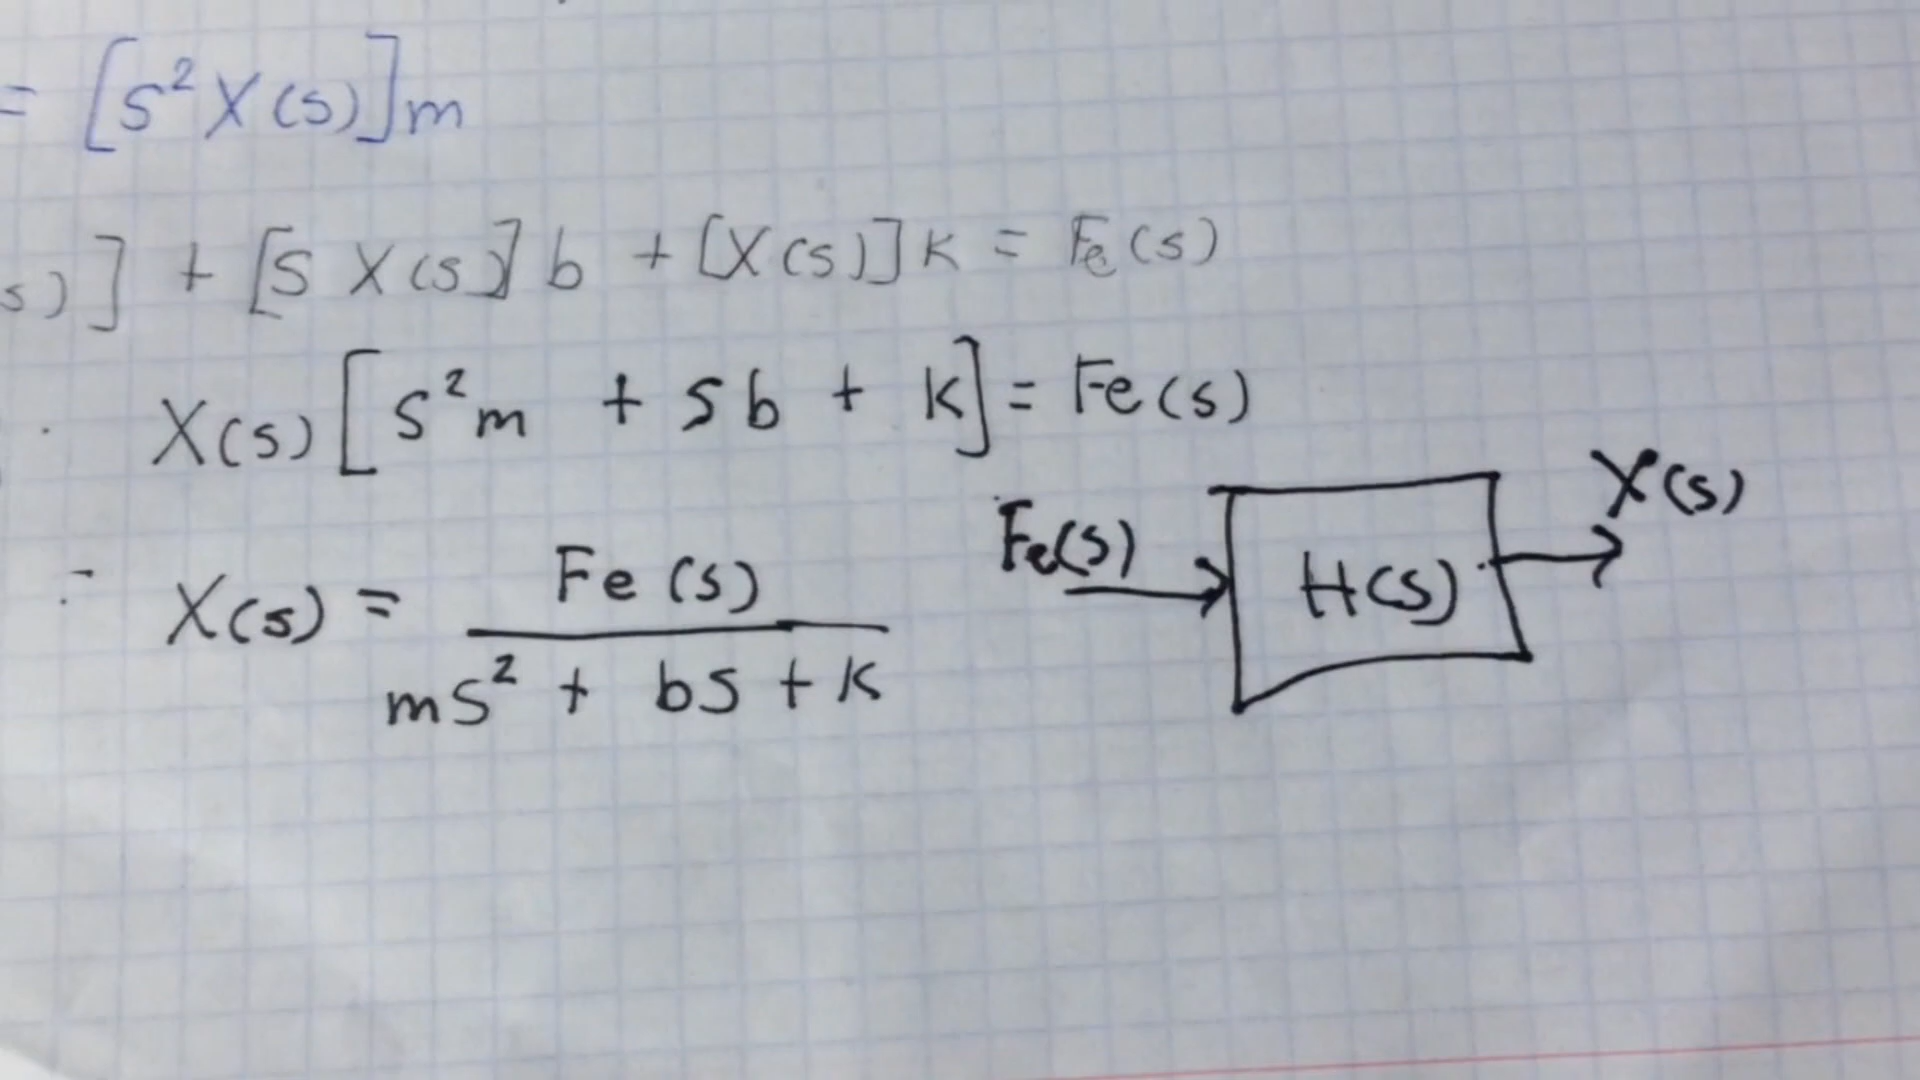 = [S²X(s)]m
s)] + [S X(s)]b + [X(s)]k = Fe(s)
X(s)[S²m + Sb + k] = Fe(s)
Fe(s) H(s) X(s)
∴ X(s) = Fe(s)
mS² + bS + k